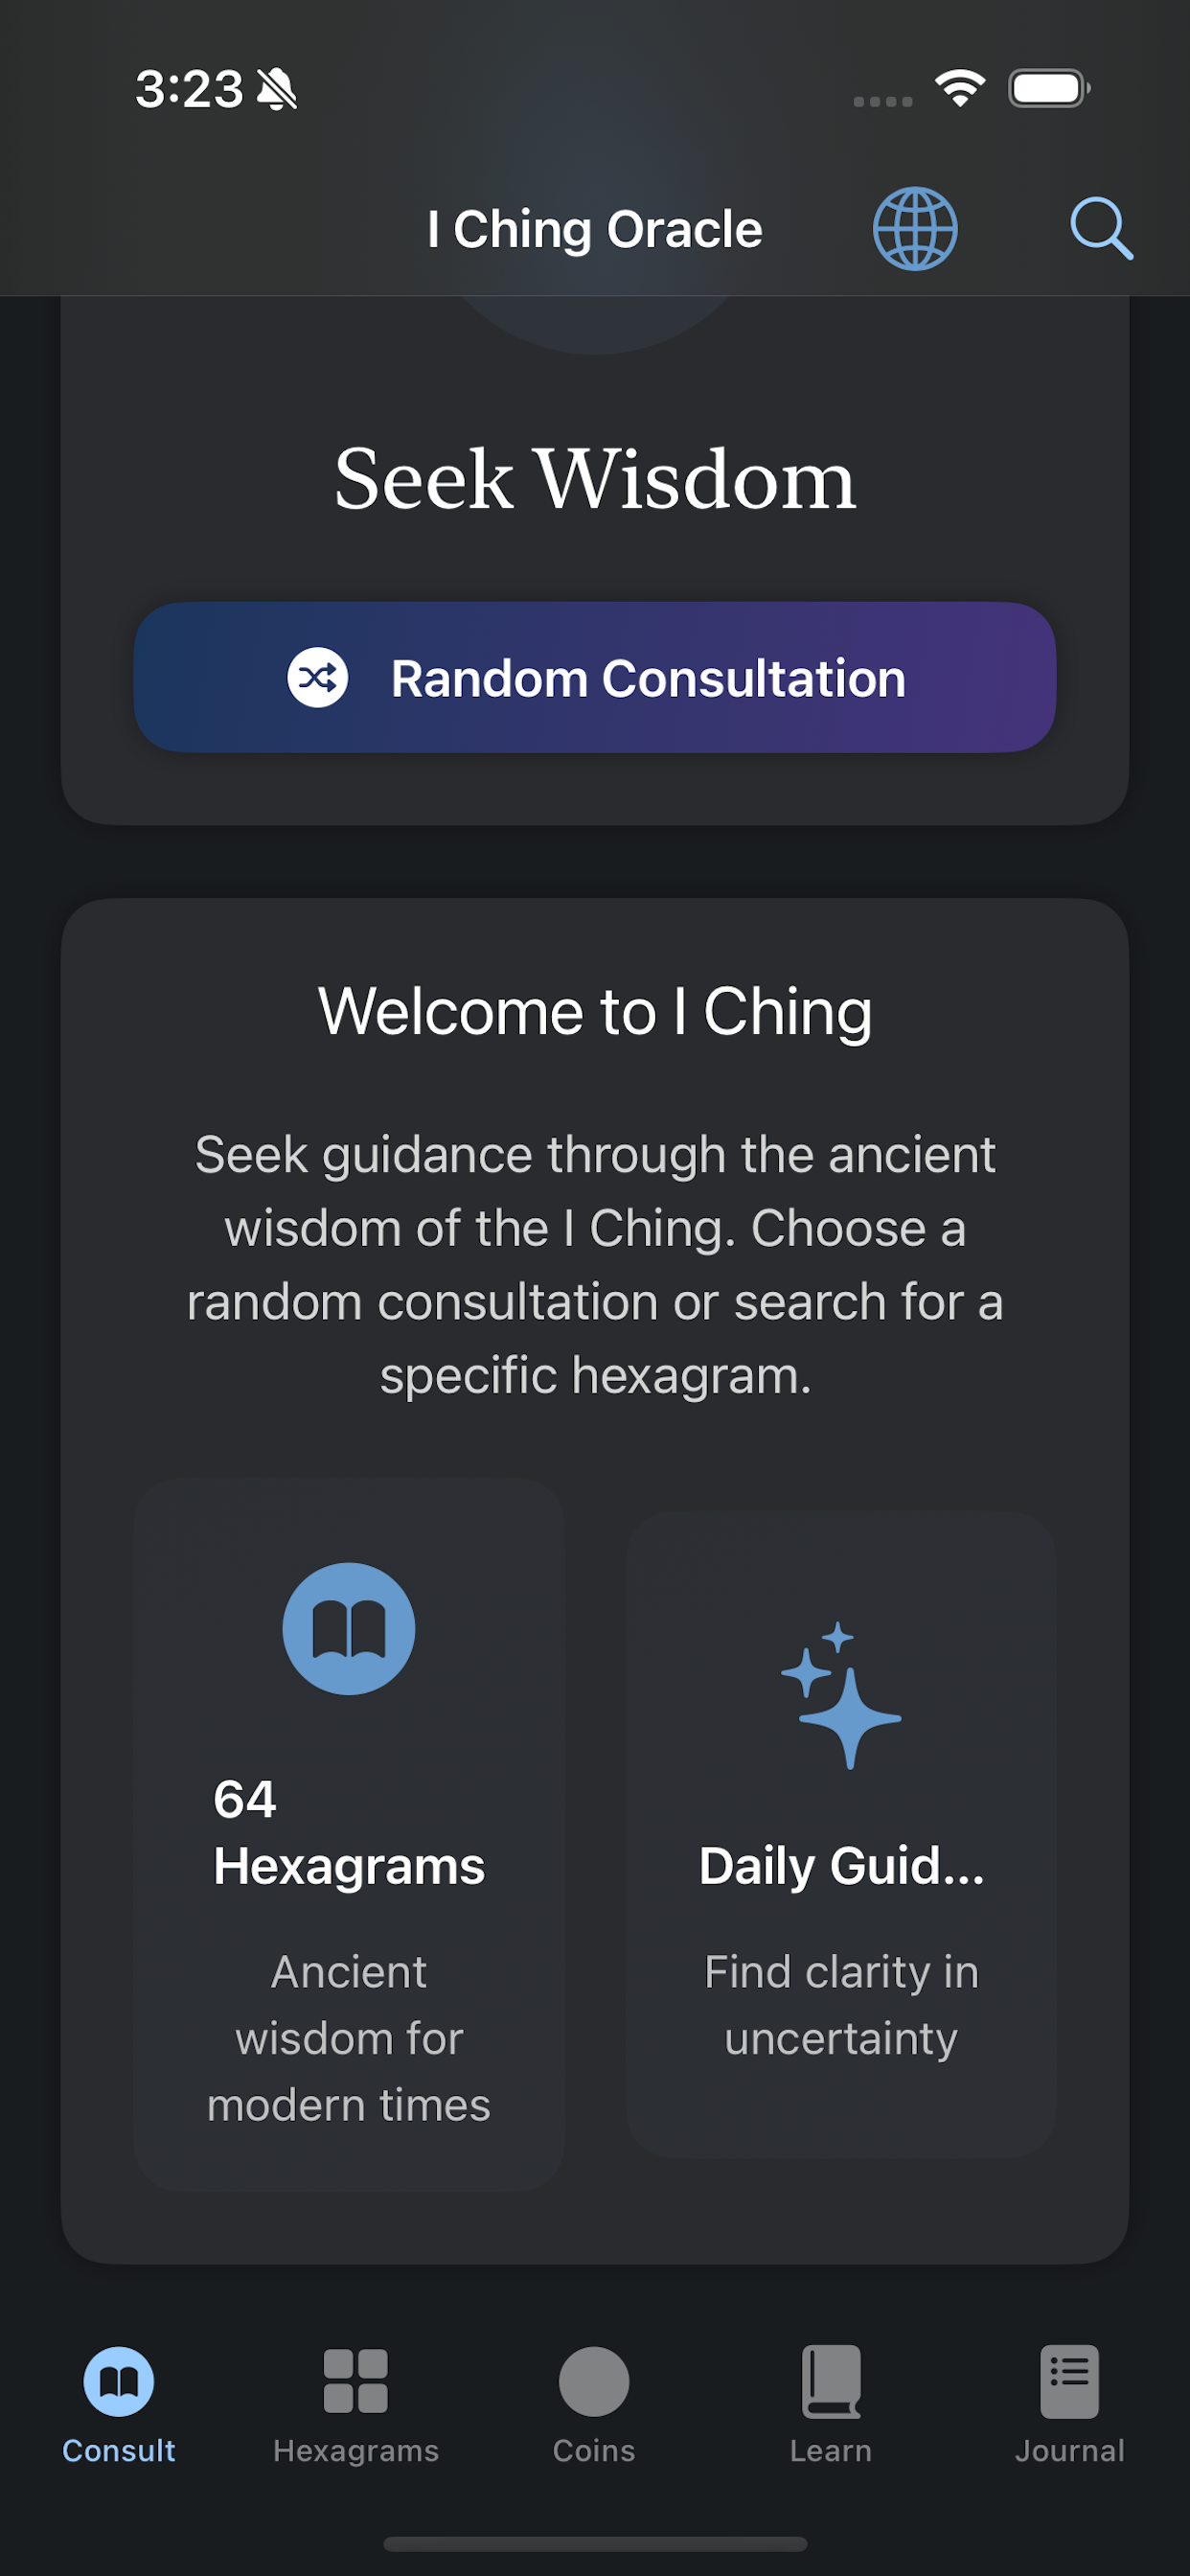 3:23
I Ching Oracle
Seek Wisdom
Random Consultation
Welcome to I Ching
Seek guidance through the ancient
wisdom of the I Ching. Choose a
random consultation or search for a
specific hexagram.
64
Hexagrams
Ancient
wisdom for
modern times
Daily Guid...
Find clarity in
uncertainty
Consult
Hexagrams
Coins
Learn
Journal